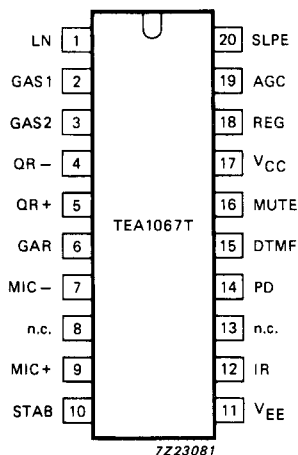 LN 1 20 SLPE
GAS1 2 19 AGC
GAS2 3 18 REG
QR− 4 17 VCC
QR+ 5 16 MUTE
TEA1067T
GAR 6 15 DTMF
MIC− 7 14 PD
n.c. 8 13 n.c.
MIC+ 9 12 IR
STAB 10 11 VEE
7Z23081